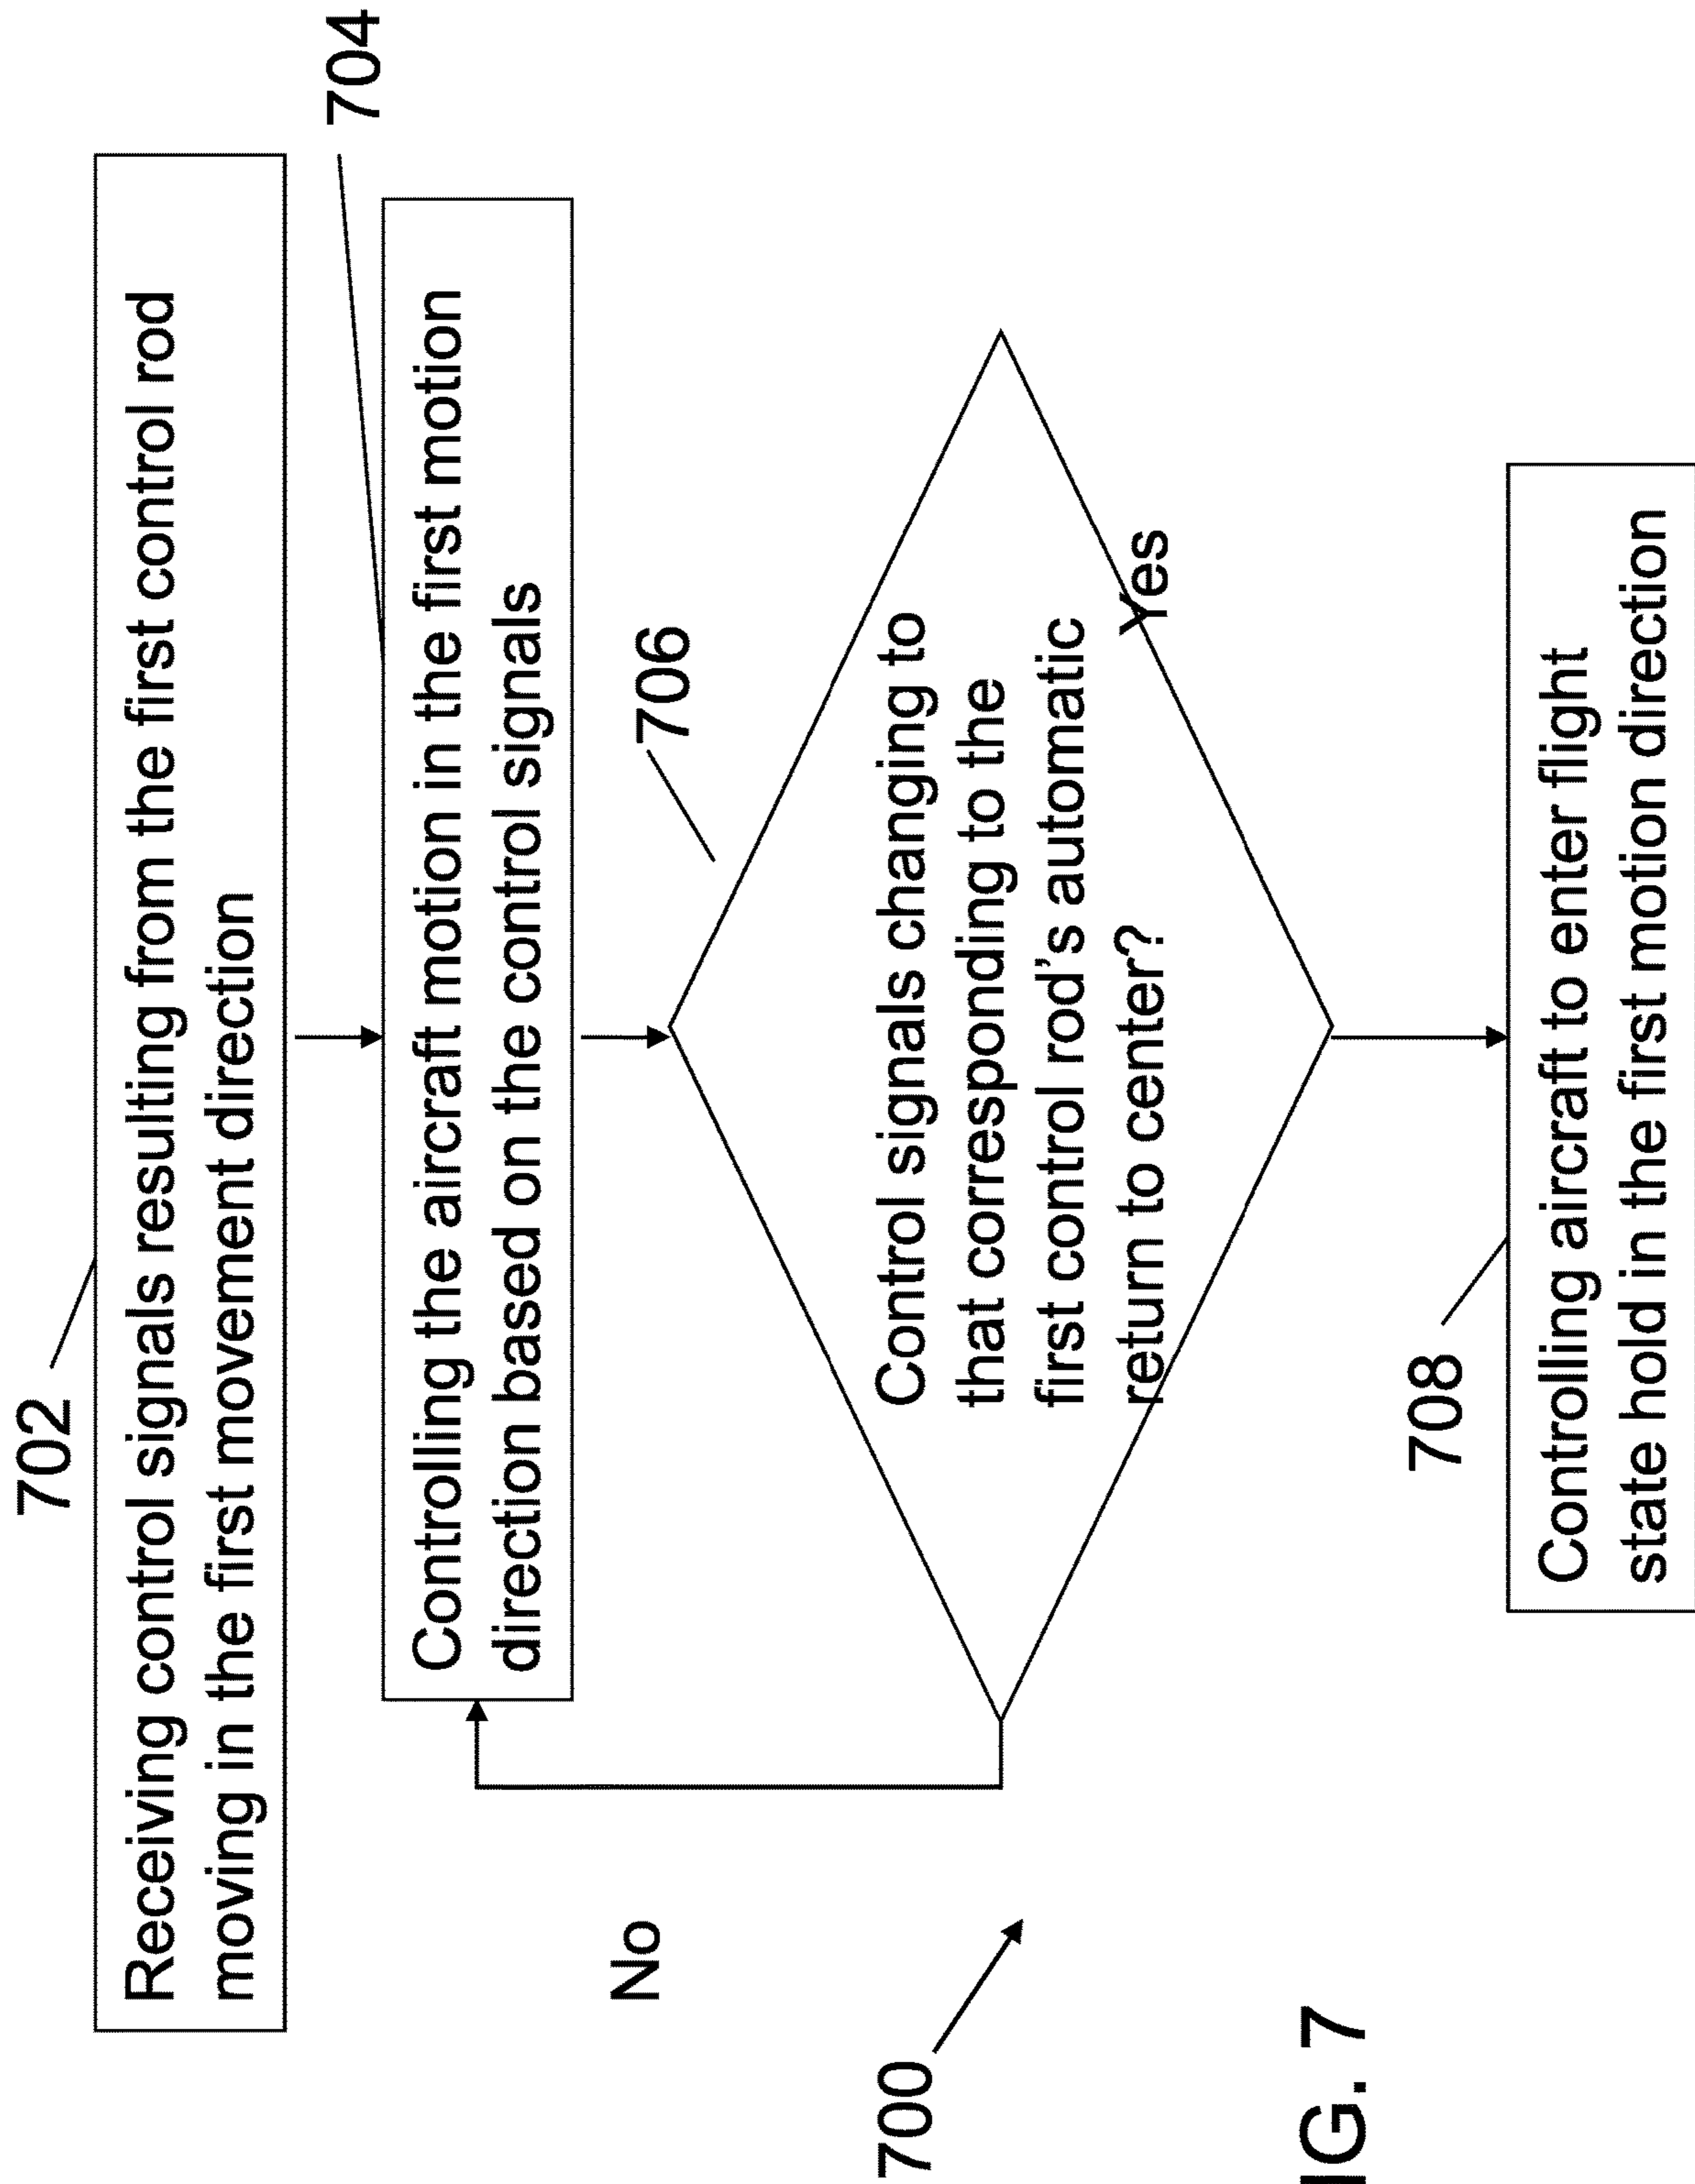 702
Receiving control signals resulting from the first control rod
moving in the first movement direction
704
Controlling the aircraft motion in the first motion
direction based on the control signals
706
No
Control signals changing to
that corresponding to the
first control rod's automatic
return to center?
Yes
700
708
Controlling aircraft to enter flight
state hold in the first motion direction
IG. 7